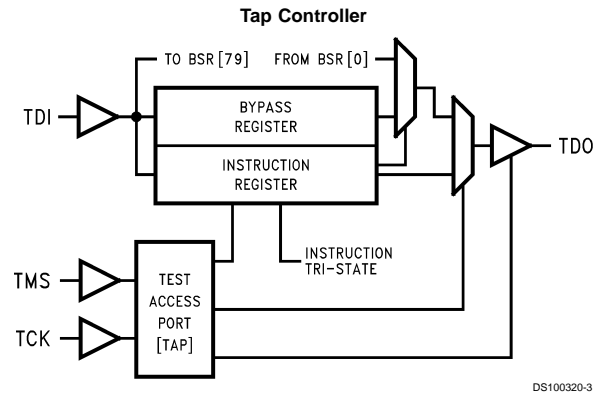 Tap Controller
TO BSR [79]
FROM BSR [0]
TDI
BYPASS
REGISTER
TDO
INSTRUCTION
REGISTER
INSTRUCTION
TRI-STATE
TMS
TEST
ACCESS
PORT
[TAP]
TCK
DS100320-3